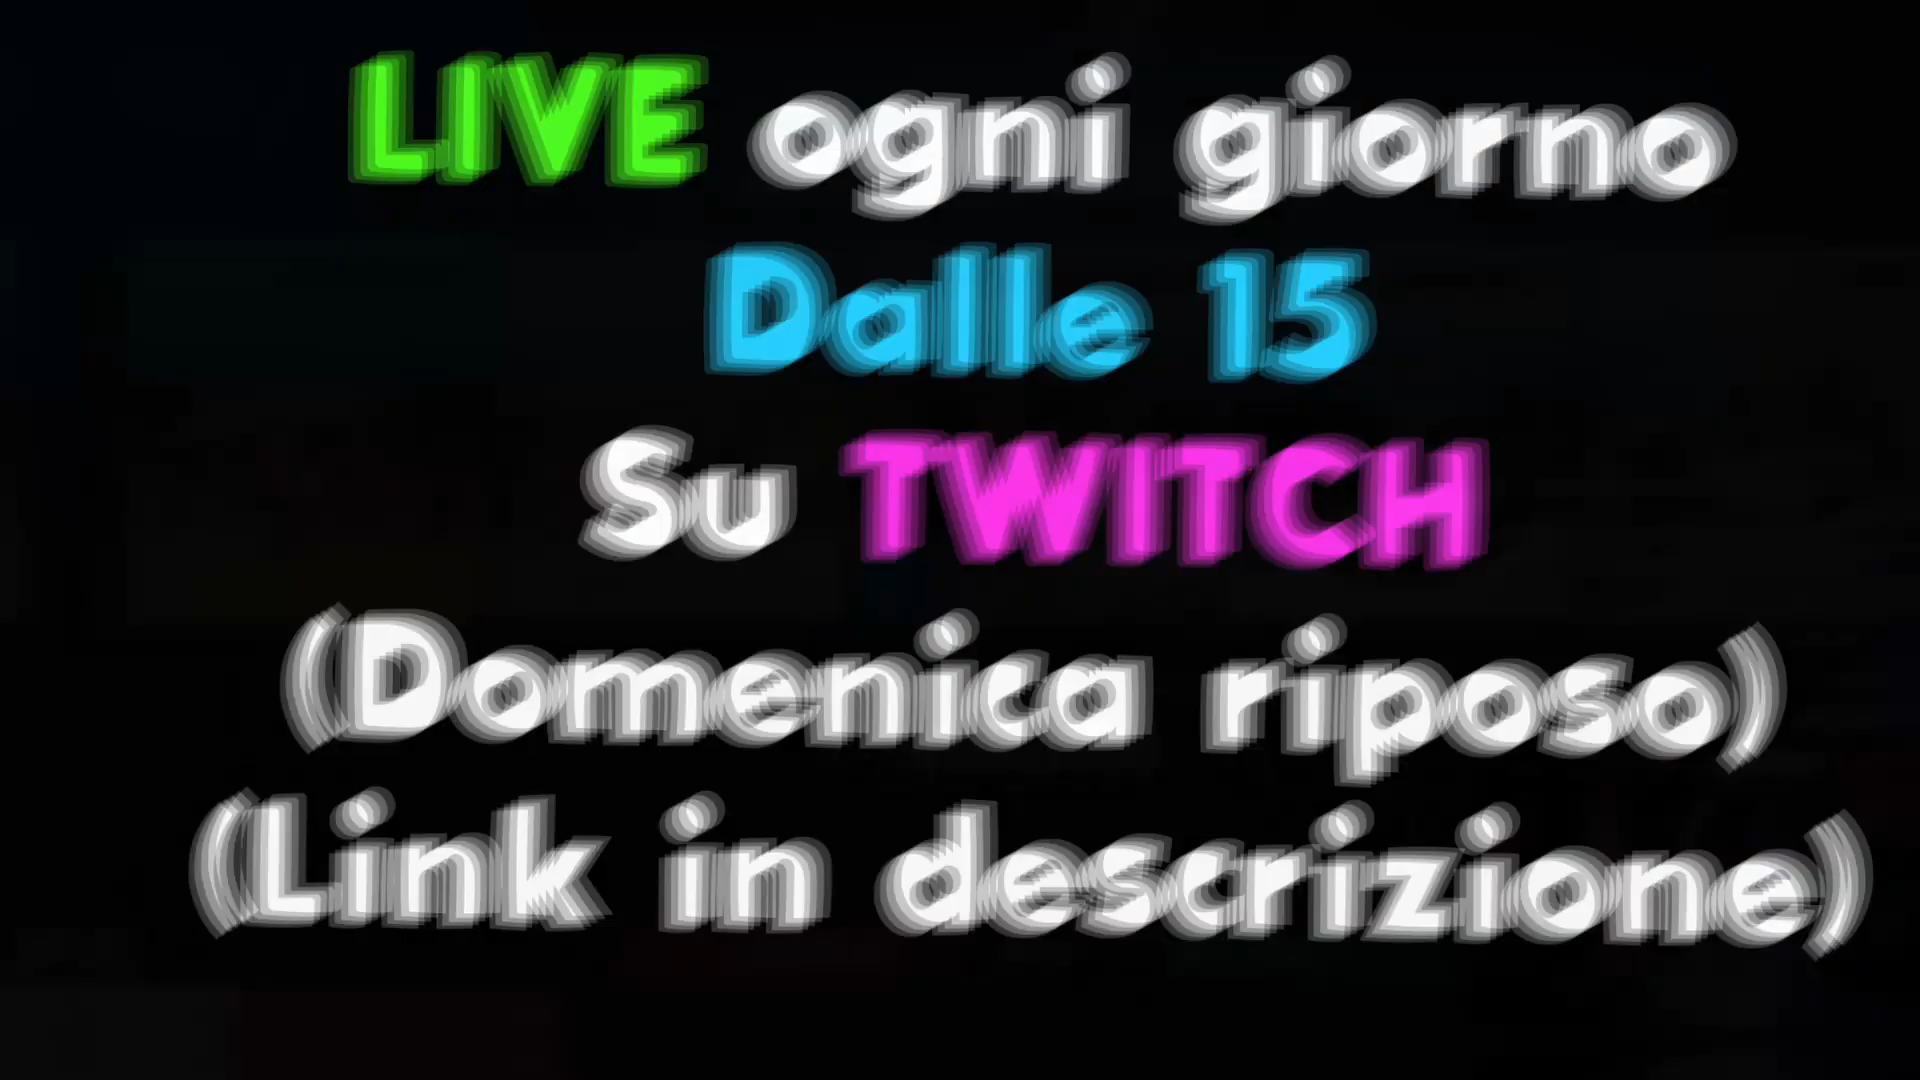 LIVE ogni giorno
Dalle 15
Su TWITCH
(Domenica riposo)
(Link in descrizione)